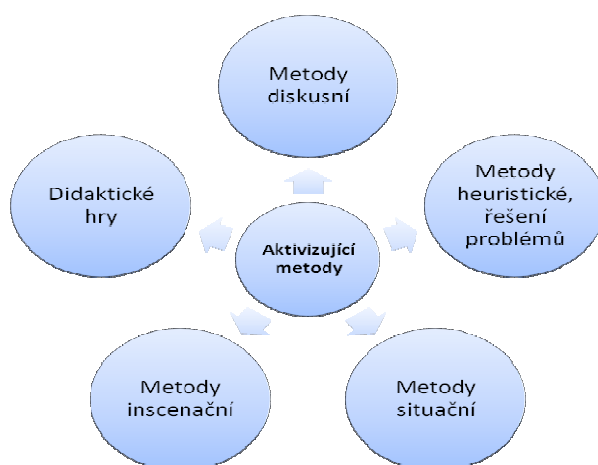 Metody
diskusní
Didaktické
hry
Metody
heuristické,
řešení
problémů
Aktivizující
metody
Metody
inscenační
Metody
situační